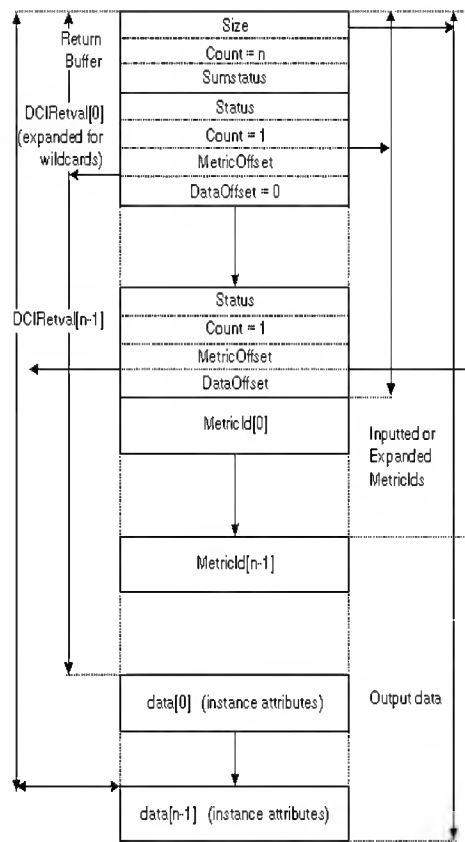 Size
Return
Buffer
Count = n
Sumstatus
DCIRetval[0]
(expanded for
wildcards)
Status
Count = 1
MetricOffset
DataOffset = 0
DCIRetval[n-1]
Status
Count = 1
MetricOffset
DataOffset
MetricId[0]
Inputted or
Expanded
MetricIds
MetricId[n-1]
data[0] (instance attributes)
Output data
data[n-1] (instance attributes)